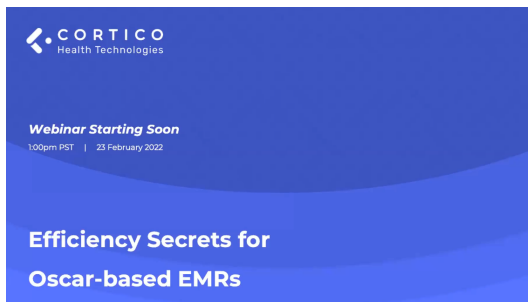 CORTICO
Health Technologies
Webinar Starting Soon
1:00pm PST | 23 February 2022
Efficiency Secrets for
Oscar-based EMRs